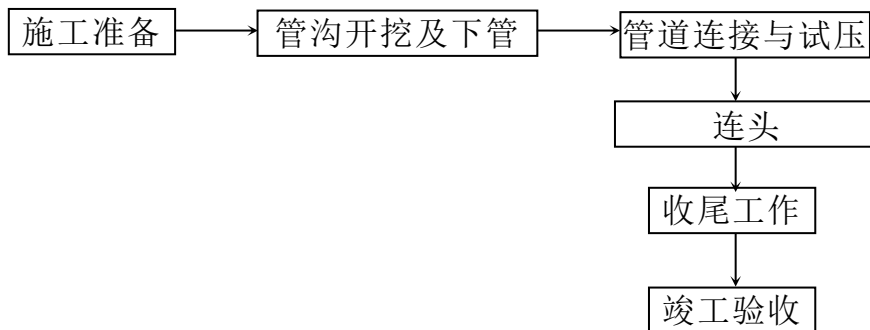 施工准备
管沟开挖及下管
管道连接与试压
连头
收尾工作
竣工验收